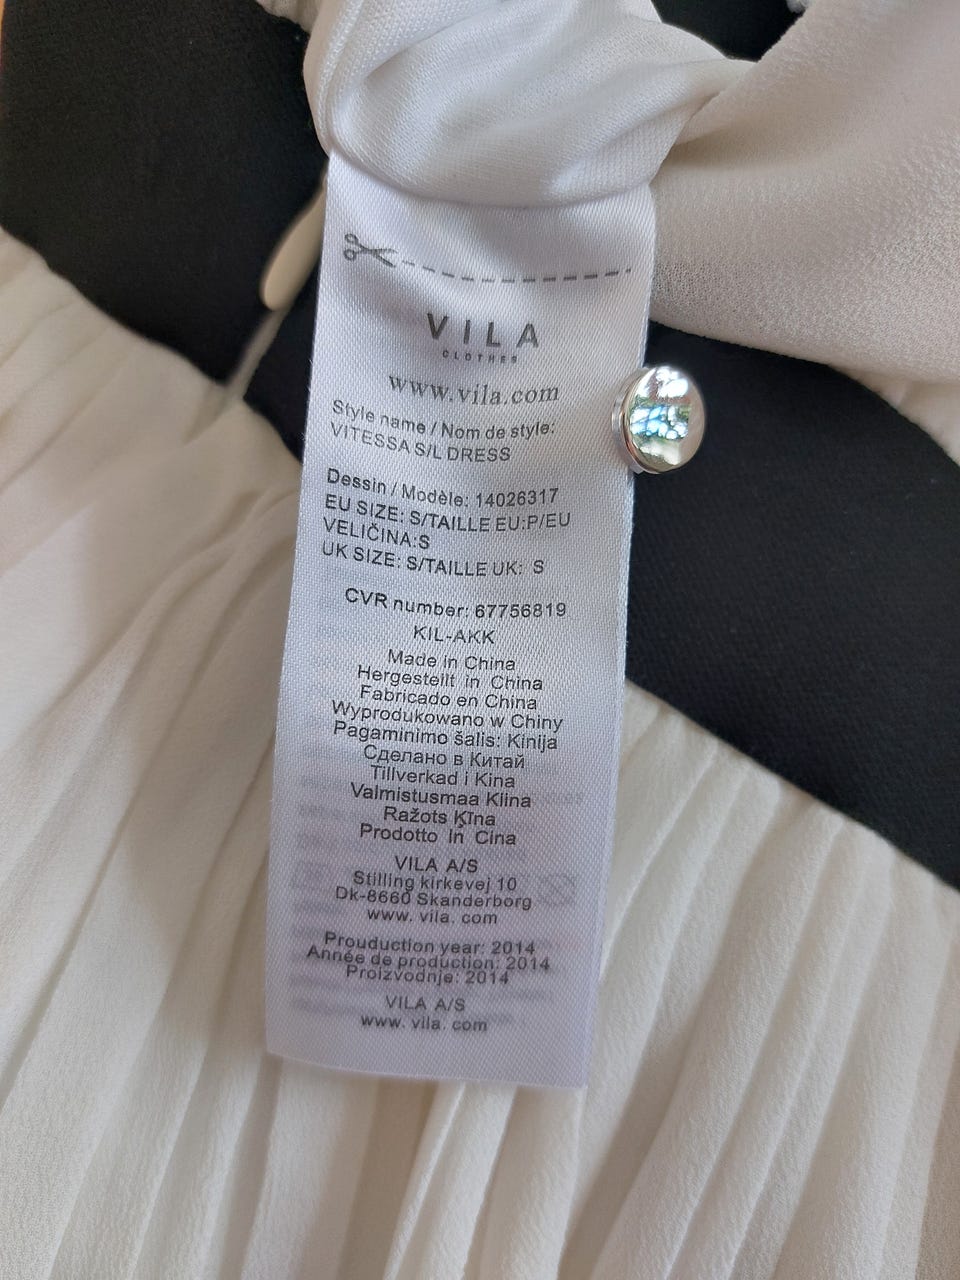 VILA
CLOTHES
www.vila.com
Style name / Nom de style:
VITESSA S/L DRESS
Dessin / Modèle: 14026317
EU SIZE: S/TAILLE EU:P/EU
VELIČINA:S
UK SIZE: S/TAILLE UK: S
CVR number: 67756819
KIL-AKK
Made in China
Hergestellt in China
Fabricado en China
Wyprodukowano w Chiny
Pagaminimo šalis: Kinija
Сделано в Китай
Tillverkad i Kina
Valmistusmaa Kiina
Ražots Ķīna
Prodotto In Cina
VILA A/S
Stilling kirkevej 10
Dk-8660 Skanderborg
www. vila. com
Prouduction year: 2014
Année de production: 2014
Proizvodnje: 2014
VILA A/S
www. vila. com